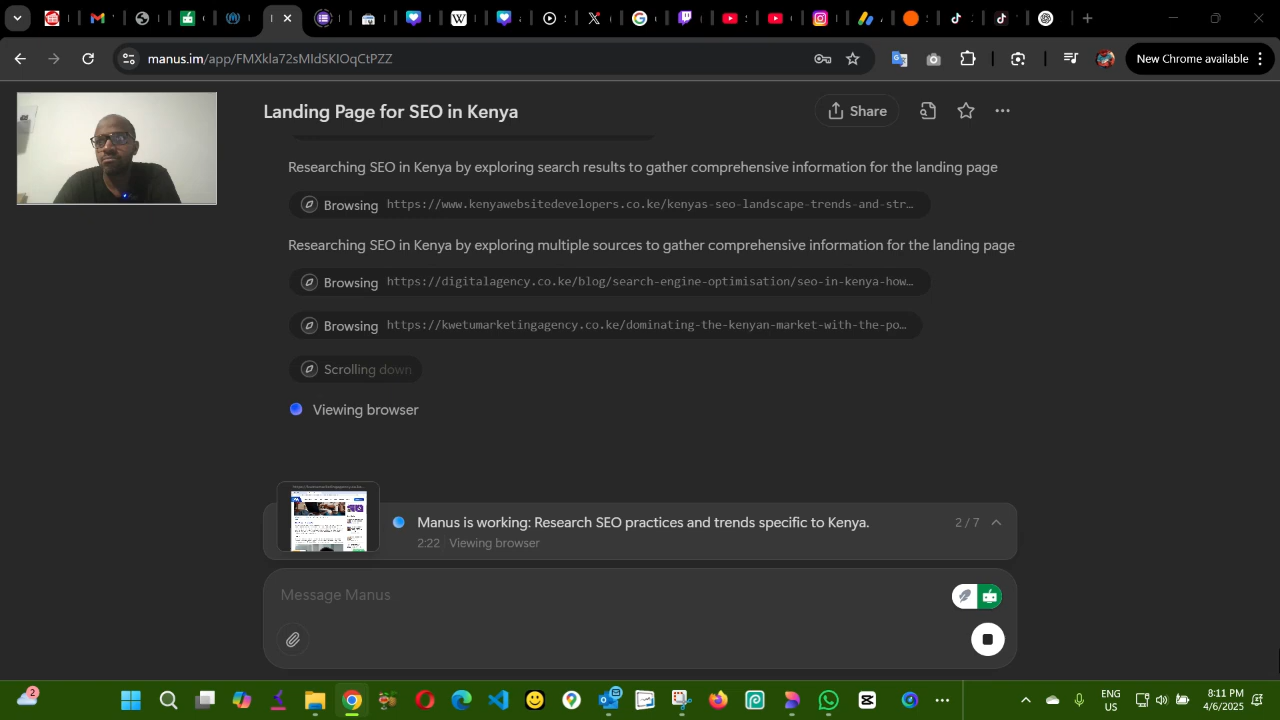 manus.im/app/FMXkla72sMIdSKIOqCtPZZ
New Chrome available
Landing Page for SEO in Kenya
Share
Researching SEO in Kenya by exploring search results to gather comprehensive information for the landing page
Browsing https://www.kenyawebsitedevelopers.co.ke/kenyas-seo-landscape-trends-and-str…
Researching SEO in Kenya by exploring multiple sources to gather comprehensive information for the landing page
Browsing https://digitalagency.co.ke/blog/search-engine-optimisation/seo-in-kenya-how…
Browsing https://kwetumarketingagency.co.ke/dominating-the-kenyan-market-with-the-po…
Scrolling down
Viewing browser
Manus is working: Research SEO practices and trends specific to Kenya.
2 / 7
2:22 Viewing browser
Message Manus
2
ENG
US
8:11 PM
4/6/2025